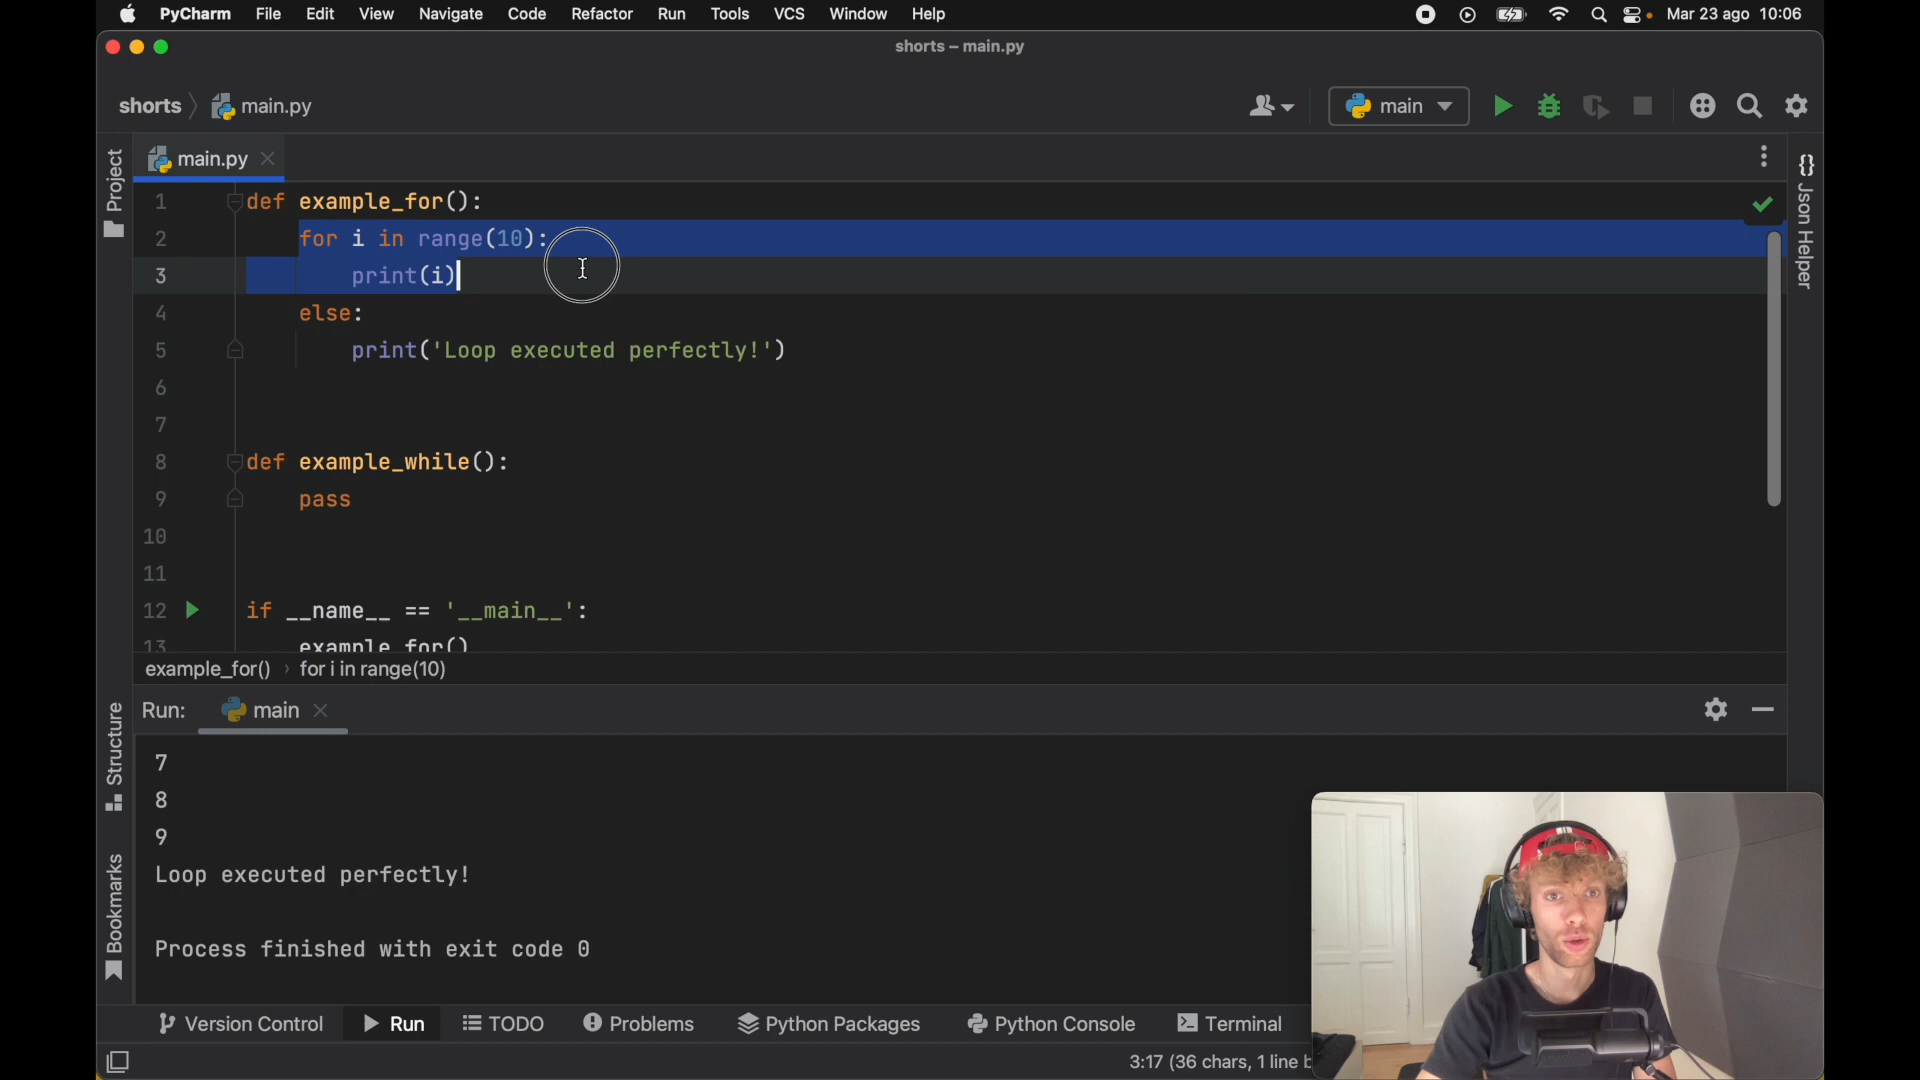 PyCharm File Edit View Navigate Code Refactor Run Tools VCS Window Help Mar 23 ago 10:06
shorts – main.py
shorts main.py main
main.py
Project
Json Helper
{}
1 def example_for():
2 for i in range(10):
3 print(i)
4 else:
5 print('Loop executed perfectly!')
6
7
8 def example_while():
9 pass
10
11
12 if __name__ == '__main__':
13 example_for()
example_for() › for i in range(10)
Run: main
Structure
Bookmarks
7
8
9
Loop executed perfectly!
Process finished with exit code 0
Version Control Run TODO Problems Python Packages Python Console Terminal
3:17 (36 chars, 1 line